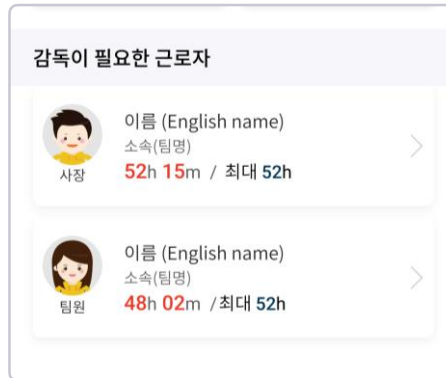 감독이 필요한 근로자
이름 (English name)
소속(팀명)
사장
52h 15m / 최대 52h
이름 (English name)
소속(팀명)
팀원
48h 02m /최대 52h